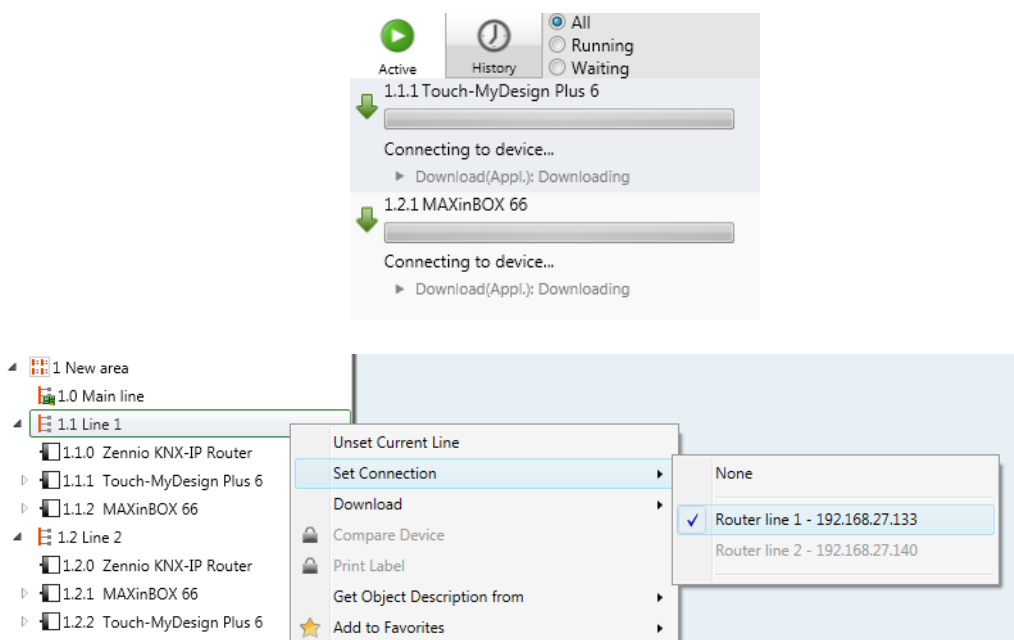 All
Running
Active
History
Waiting
1.1.1 Touch-MyDesign Plus 6
Connecting to device...
Download(Appl.): Downloading
1.2.1 MAXinBOX 66
Connecting to device...
Download(Appl.): Downloading
1 New area
1.0 Main line
1.1 Line 1
1.1.0 Zennio KNX-IP Router
1.1.1 Touch-MyDesign Plus 6
1.1.2 MAXinBOX 66
1.2 Line 2
1.2.0 Zennio KNX-IP Router
1.2.1 MAXinBOX 66
1.2.2 Touch-MyDesign Plus 6
Unset Current Line
Set Connection
Download
Compare Device
Print Label
Get Object Description from
Add to Favorites
None
Router line 1 - 192.168.27.133
Router line 2 - 192.168.27.140